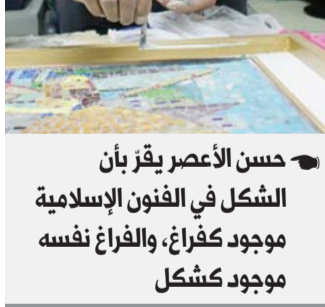 حسن الأعصر يقرّ بأن
الشكل في الفنون الإسلامية
موجود كفراغ، والفراغ نفسه
موجود كشكل